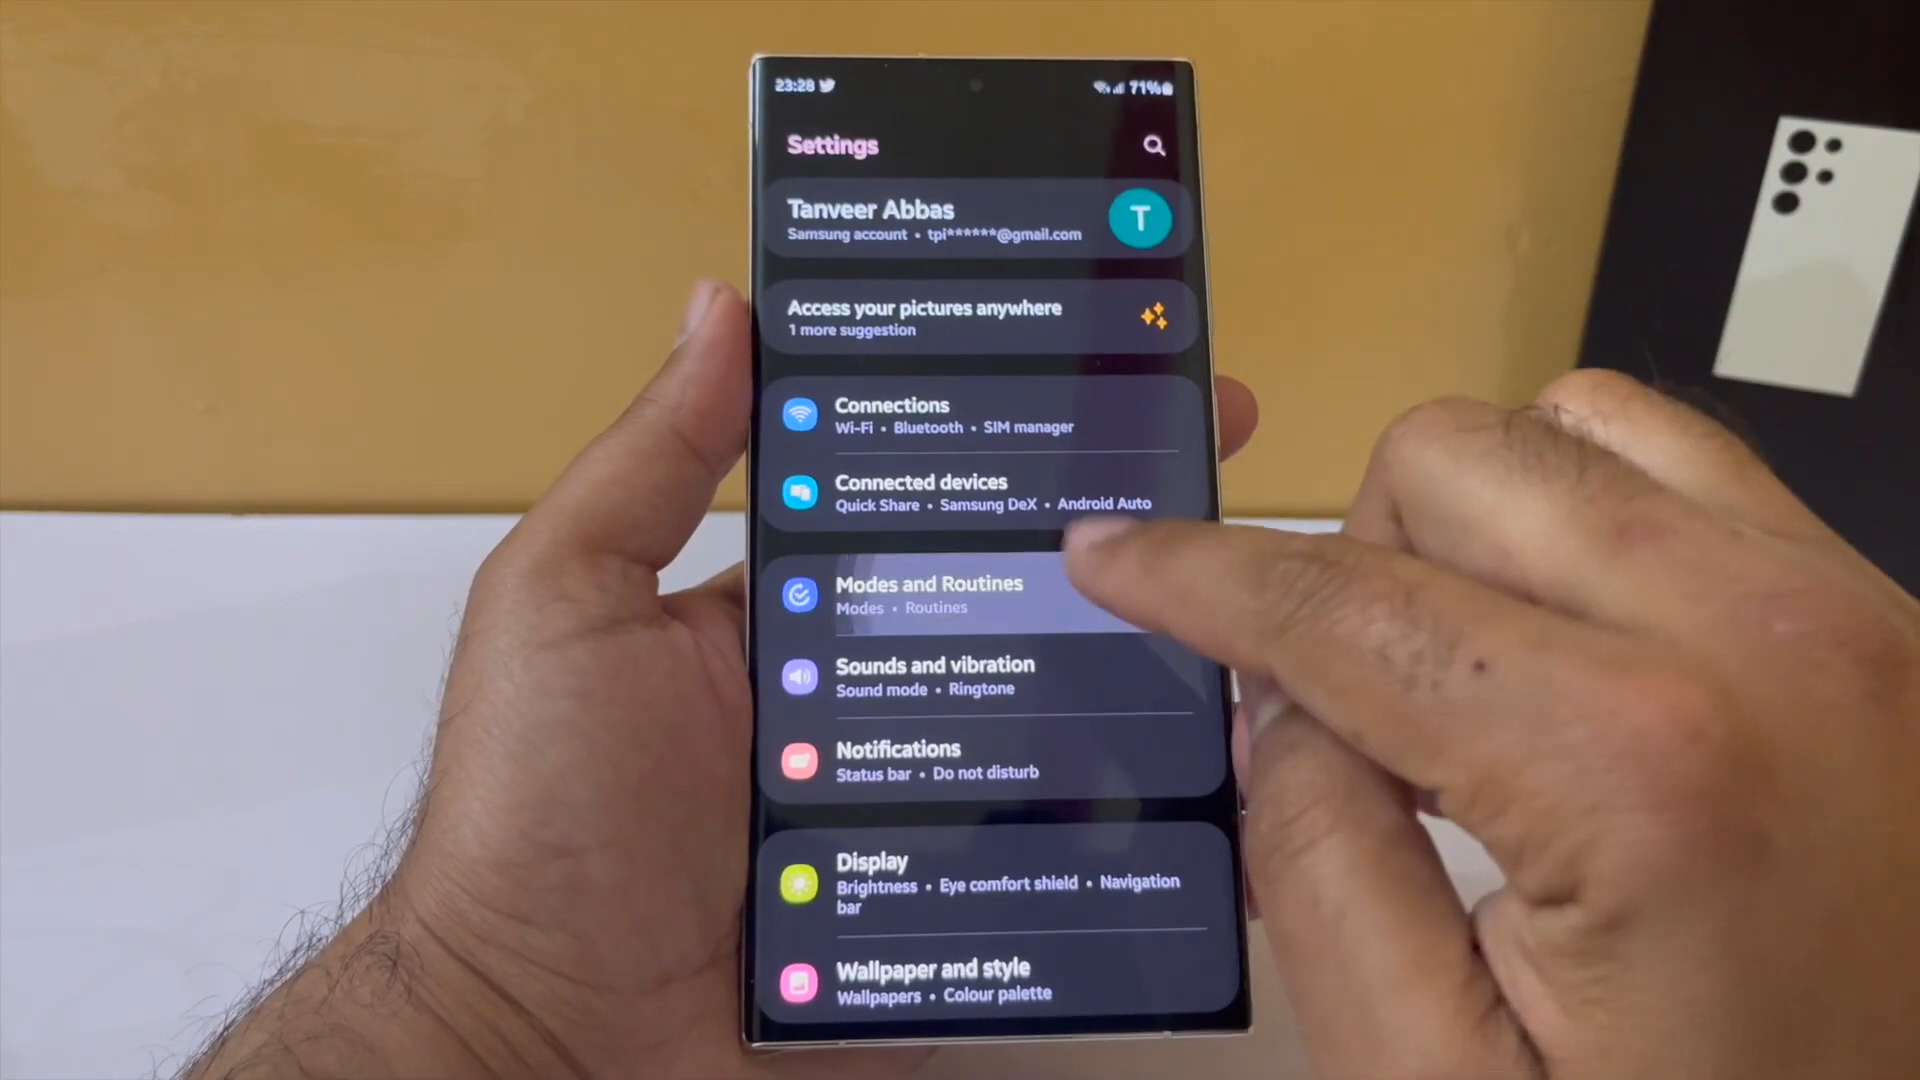 23:28 71%
Settings
Tanveer Abbas
Samsung account • tpi******@gmail.com
T
Access your pictures anywhere
1 more suggestion
Connections
Wi-Fi • Bluetooth • SIM manager
Connected devices
Quick Share • Samsung DeX • Android Auto
Modes and Routines
Modes • Routines
Sounds and vibration
Sound mode • Ringtone
Notifications
Status bar • Do not disturb
Display
Brightness • Eye comfort shield • Navigation
bar
Wallpaper and style
Wallpapers • Colour palette